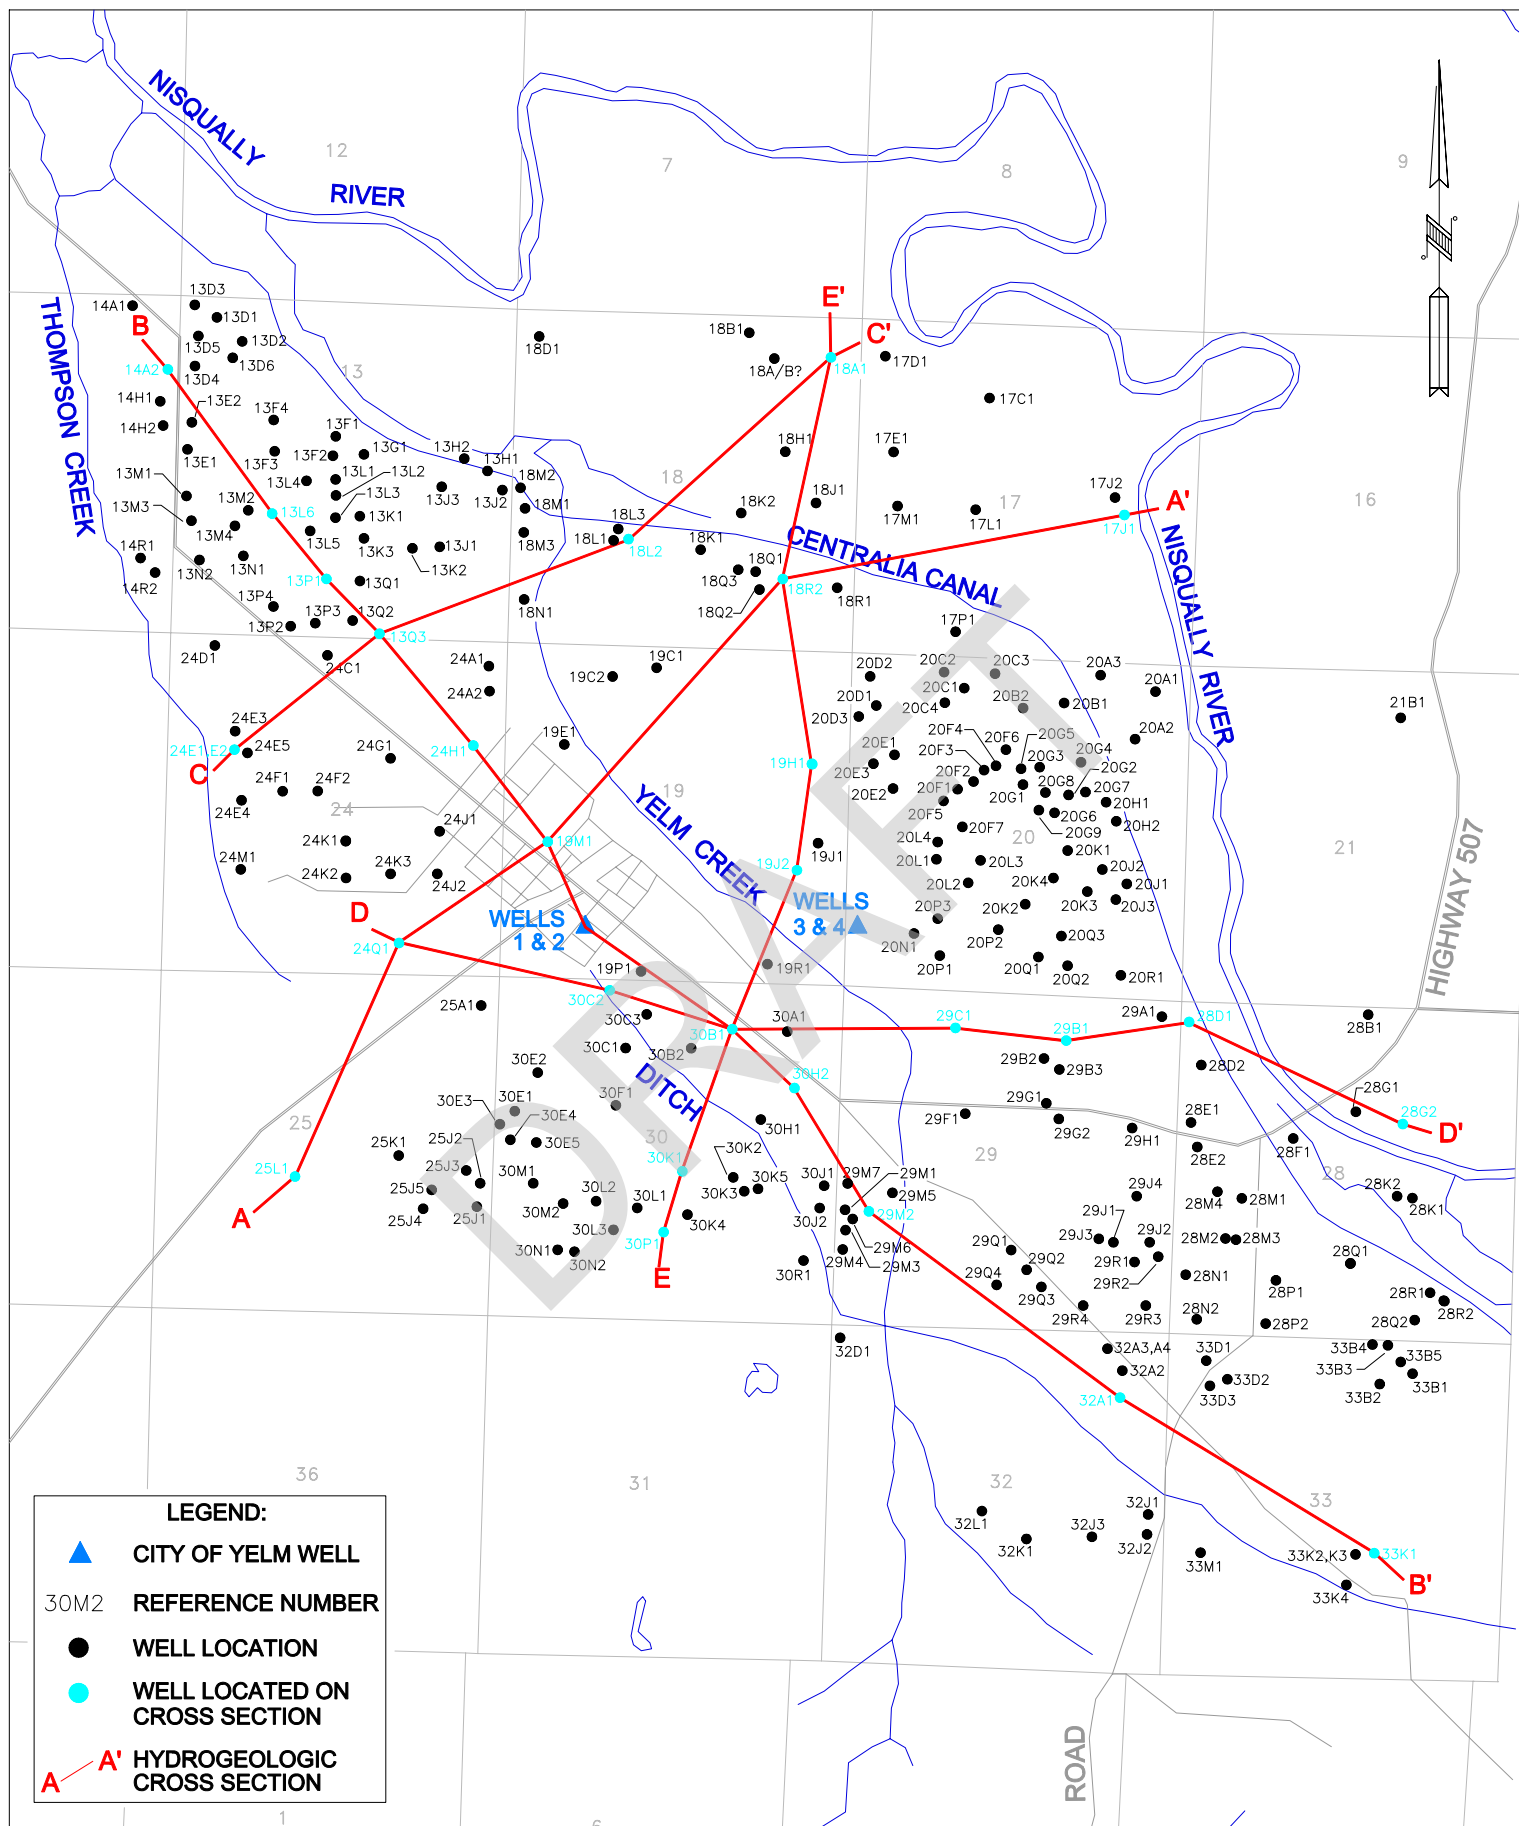 NISQUALLY
RIVER
12
7
8
9
THOMPSON CREEK
14A1
13D3
13D1
B
13D5
13D2
13D6
13D4
14A2
13
18D1
18B1
18A/B?
E'
C'
18A1
17D1
17C1
14H1
13E2
14H2
13F4
13F1
13E1
13F3
13F2
13G1
13H2
13H1
18H1
17E1
13M1
13L4
13L1
13L2
13M3
13M2
13L3
13J3
13J2
18M2
18M1
18
18K2
18J1
17M1
17
17L1
17J2
A'
17J1
16
13M4
13L6
13K1
13L5
13K3
13J1
13K2
18M3
18L3
18L1
18L2
18K1
CENTRALIA CANAL
NISQUALLY RIVER
14R1
14R2
13N2
13N1
13P1
13Q1
18Q3
18Q1
18R2
18Q2
18R1
13P4
13P3
13Q2
13P2
13Q3
18N1
17P1
24D1
24C1
24A1
24A2
19C2
19C1
20D2
20C2
20C3
20A3
20C1
20B2
20B1
20A1
20D1
20C4
20D3
21B1
24E3
24E1,E2
24E5
C
24G1
24H1
19E1
19H1
20E1
20E3
20E2
20F4
20F3
20F6
20G5
20G4
20A2
20F2
20G3
20G2
20F1
20G8
20G7
20G1
20F5
20H1
24F1
24F2
24E4
24
19
24J1
24K1
19M1
19J1
20F7
20
20G6
20G9
20H2
20L4
20K1
21
YELM CREEK
24M1
24K3
24K2
24J2
19J2
20L1
20L3
20J2
20L2
20K4
20J1
20K3
20J3
D
24Q1
WELLS
1 & 2
WELLS
3 & 4
20P3
20K2
20N1
20P2
20Q3
20P1
20Q1
20Q2
20R1
HIGHWAY 507
19P1
19R1
30C2
25A1
30C3
30B1
30A1
29C1
29B1
29A1
28D1
28B1
30C1
30B2
30E2
DITCH
30H2
29B2
29B3
28D2
30E3
30E1
30F1
30E4
30E5
29G1
29F1
29G2
29H1
28E1
28G1
28G2
D'
30H1
25
30
29
28E2
28F1
28
25K1
25J2
25J3
25L1
30M1
30K1
30K2
30K5
30K3
30J1
29M7
29M1
29M5
29J4
28M4
28M1
28K2
28K1
A
25J5
25J4
25J1
30M2
30L2
30L1
30L3
30K4
30J2
29M2
29M6
29M3
29M4
29J1
29J2
29J3
28M2
28M3
30N1
30N2
30P1
E
30R1
29Q1
29Q2
29R1
29R2
28N1
28Q1
29Q4
29Q3
29R4
29R3
28N2
28P1
28P2
28R1
28R2
28Q2
32D1
32A3,A4
32A2
33D1
33D2
33D3
33B4
33B3
33B5
33B1
33B2
32A1
36
31
32
33
32L1
32K1
32J1
32J3
32J2
33M1
33K2,K3
33K1
33K4
B'
ROAD
1
DRAFT
LEGEND:
CITY OF YELM WELL
30M2
REFERENCE NUMBER
WELL LOCATION
WELL LOCATED ON
CROSS SECTION
A
A'
HYDROGEOLOGIC
CROSS SECTION